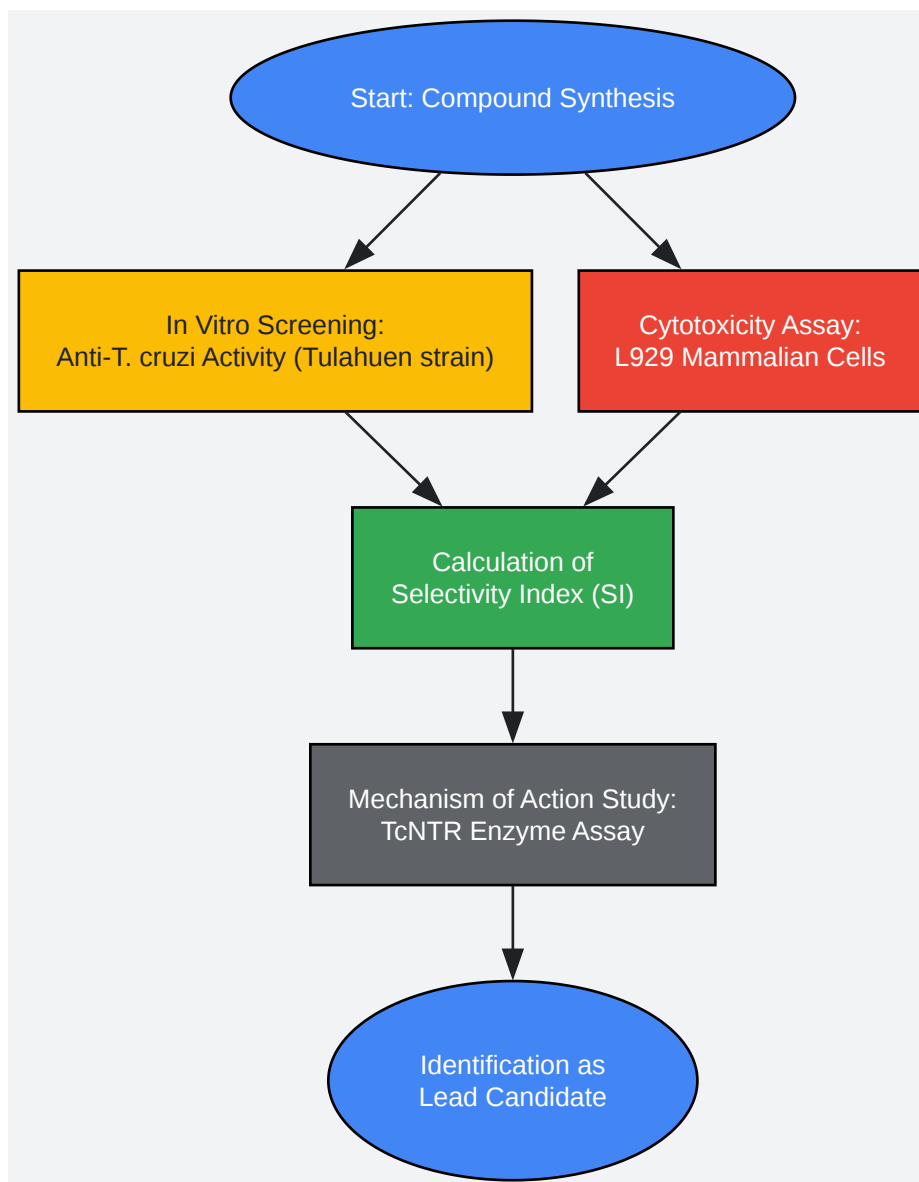 Start: Compound Synthesis
In Vitro Screening:
Anti-T. cruzi Activity (Tulahuen strain)
Cytotoxicity Assay:
L929 Mammalian Cells
Calculation of
Selectivity Index (SI)
Mechanism of Action Study:
TcNTR Enzyme Assay
Identification as
Lead Candidate